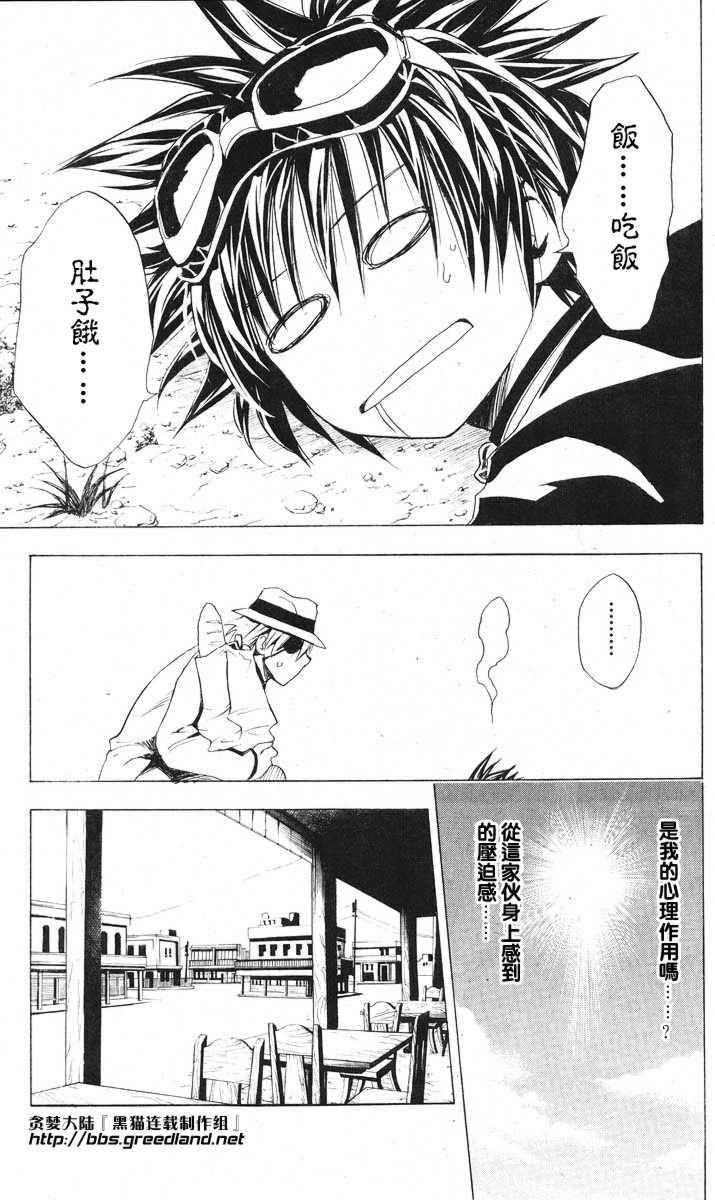 飯……吃飯
肚子餓……
………
是我的心理作用嗎……？
從這家伙身上感到
的壓迫感……
贪婪大陆『黑猫连载制作组』
http://bbs.greedland.net